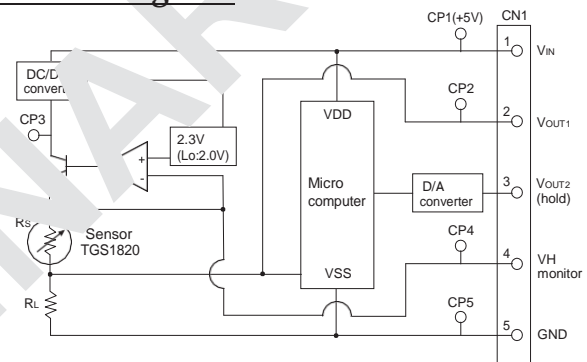 CP1(+5V)
CN1
1
VIN
DC/D
conver
CP2
2
VOUT1
CP3
2.3V
(Lo:2.0V)
VDD
+
-
Micro
computer
D/A
converter
3
VOUT2
(hold)
RS
Sensor
TGS1820
CP4
4
VH
monitor
VSS
RL
CP5
5
GND